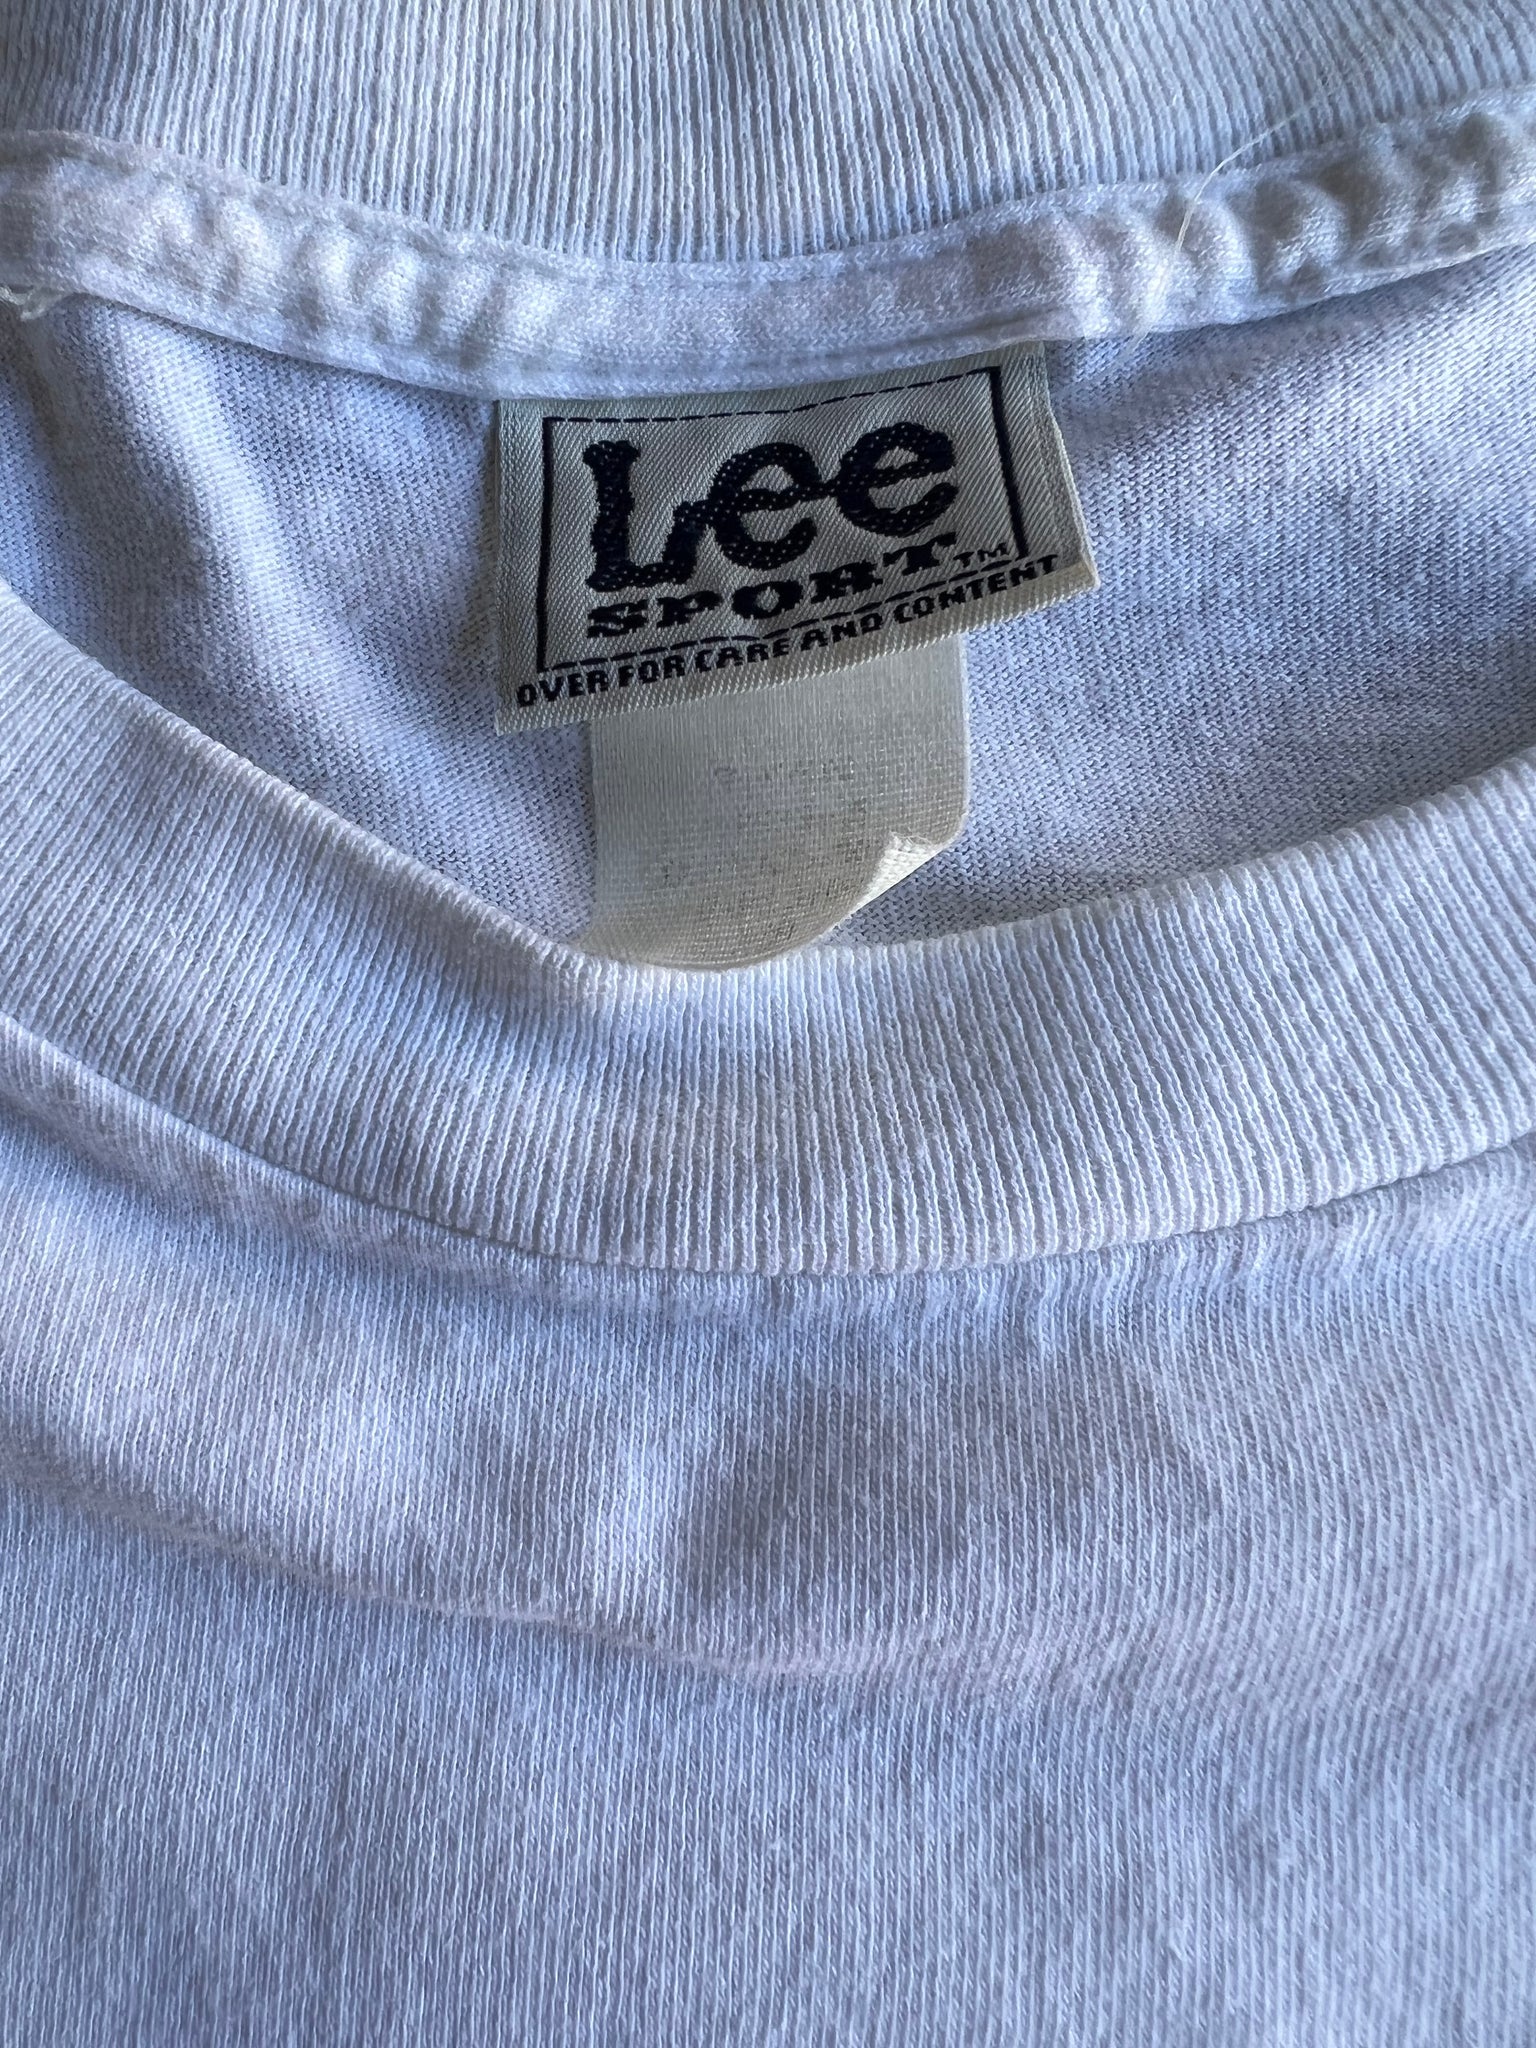 Lee
SPORT™
OVER FOR CARE AND CONTENT